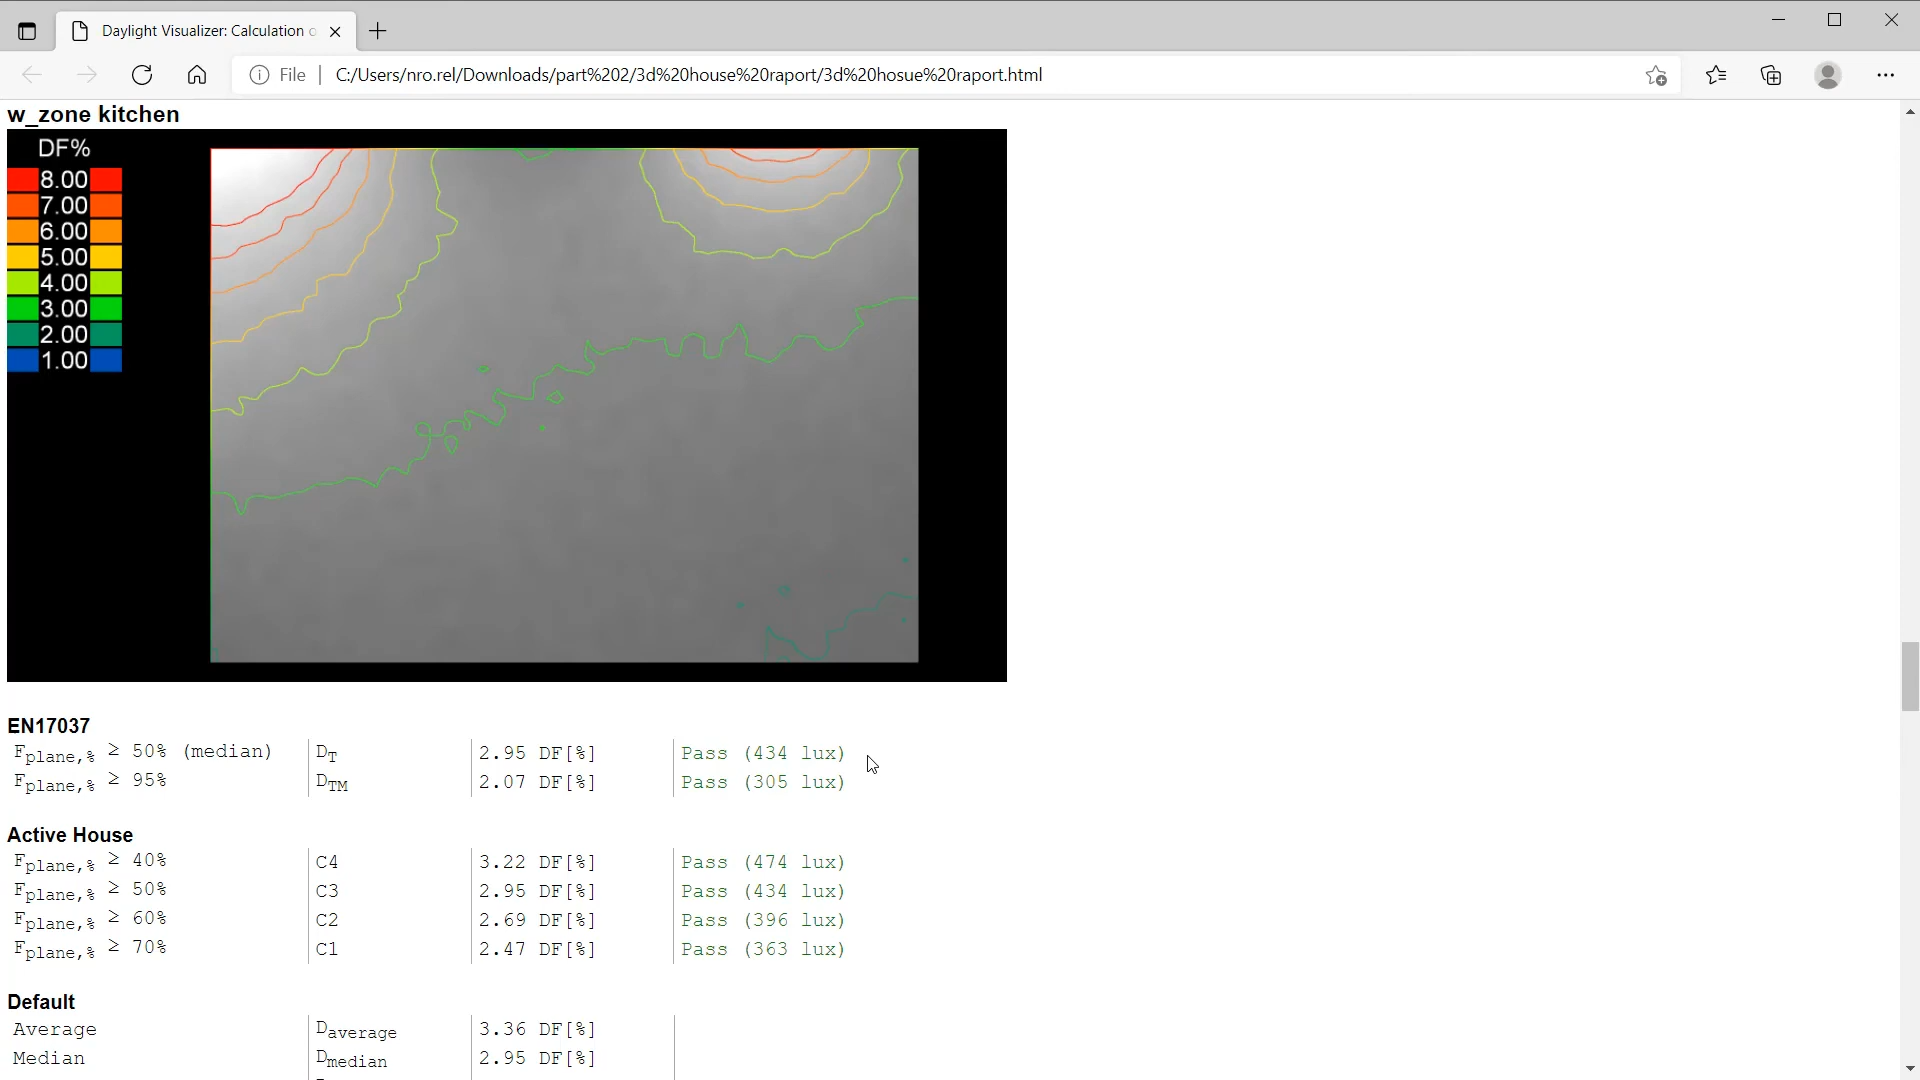 Daylight Visualizer: Calculation o
File | C:/Users/nro.rel/Downloads/part%202/3d%20house%20raport/3d%20hosue%20raport.html
w_zone kitchen
DF%
8.00
7.00
6.00
5.00
4.00
3.00
2.00
1.00
EN17037
Fplane,% ≥ 50% (median) DT 2.95 DF[%] Pass (434 lux)
Fplane,% ≥ 95% DTM 2.07 DF[%] Pass (305 lux)
Active House
Fplane,% ≥ 40% C4 3.22 DF[%] Pass (474 lux)
Fplane,% ≥ 50% C3 2.95 DF[%] Pass (434 lux)
Fplane,% ≥ 60% C2 2.69 DF[%] Pass (396 lux)
Fplane,% ≥ 70% C1 2.47 DF[%] Pass (363 lux)
Default
Average Daverage 3.36 DF[%]
Median Dmedian 2.95 DF[%]